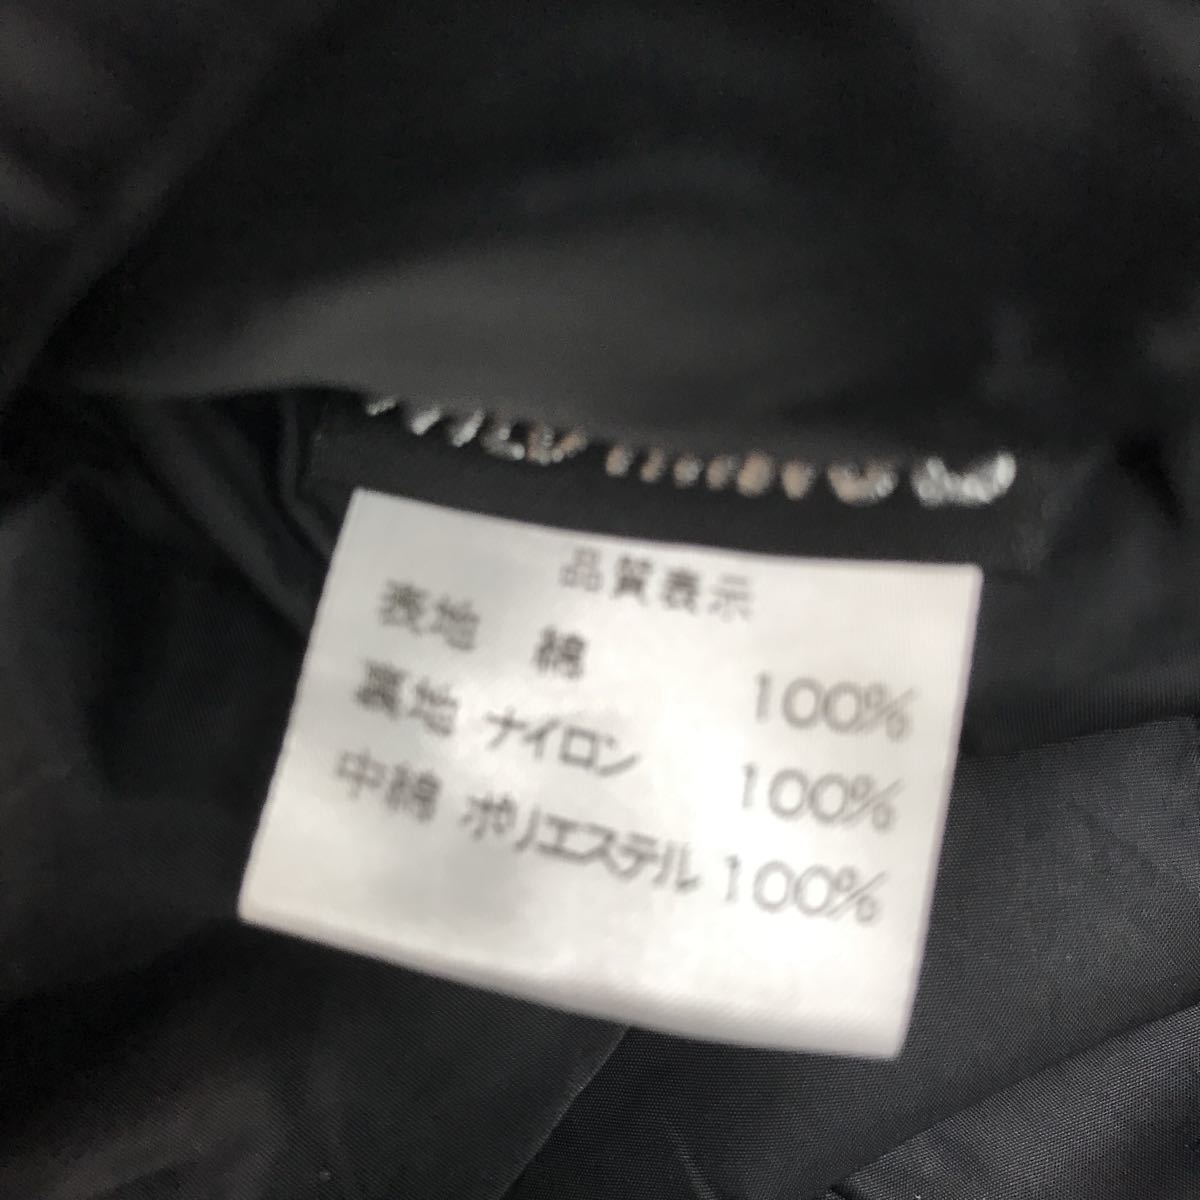 品質表示
表地 綿 100%
裏地 ナイロン 100%
中綿 ポリエステル 100%